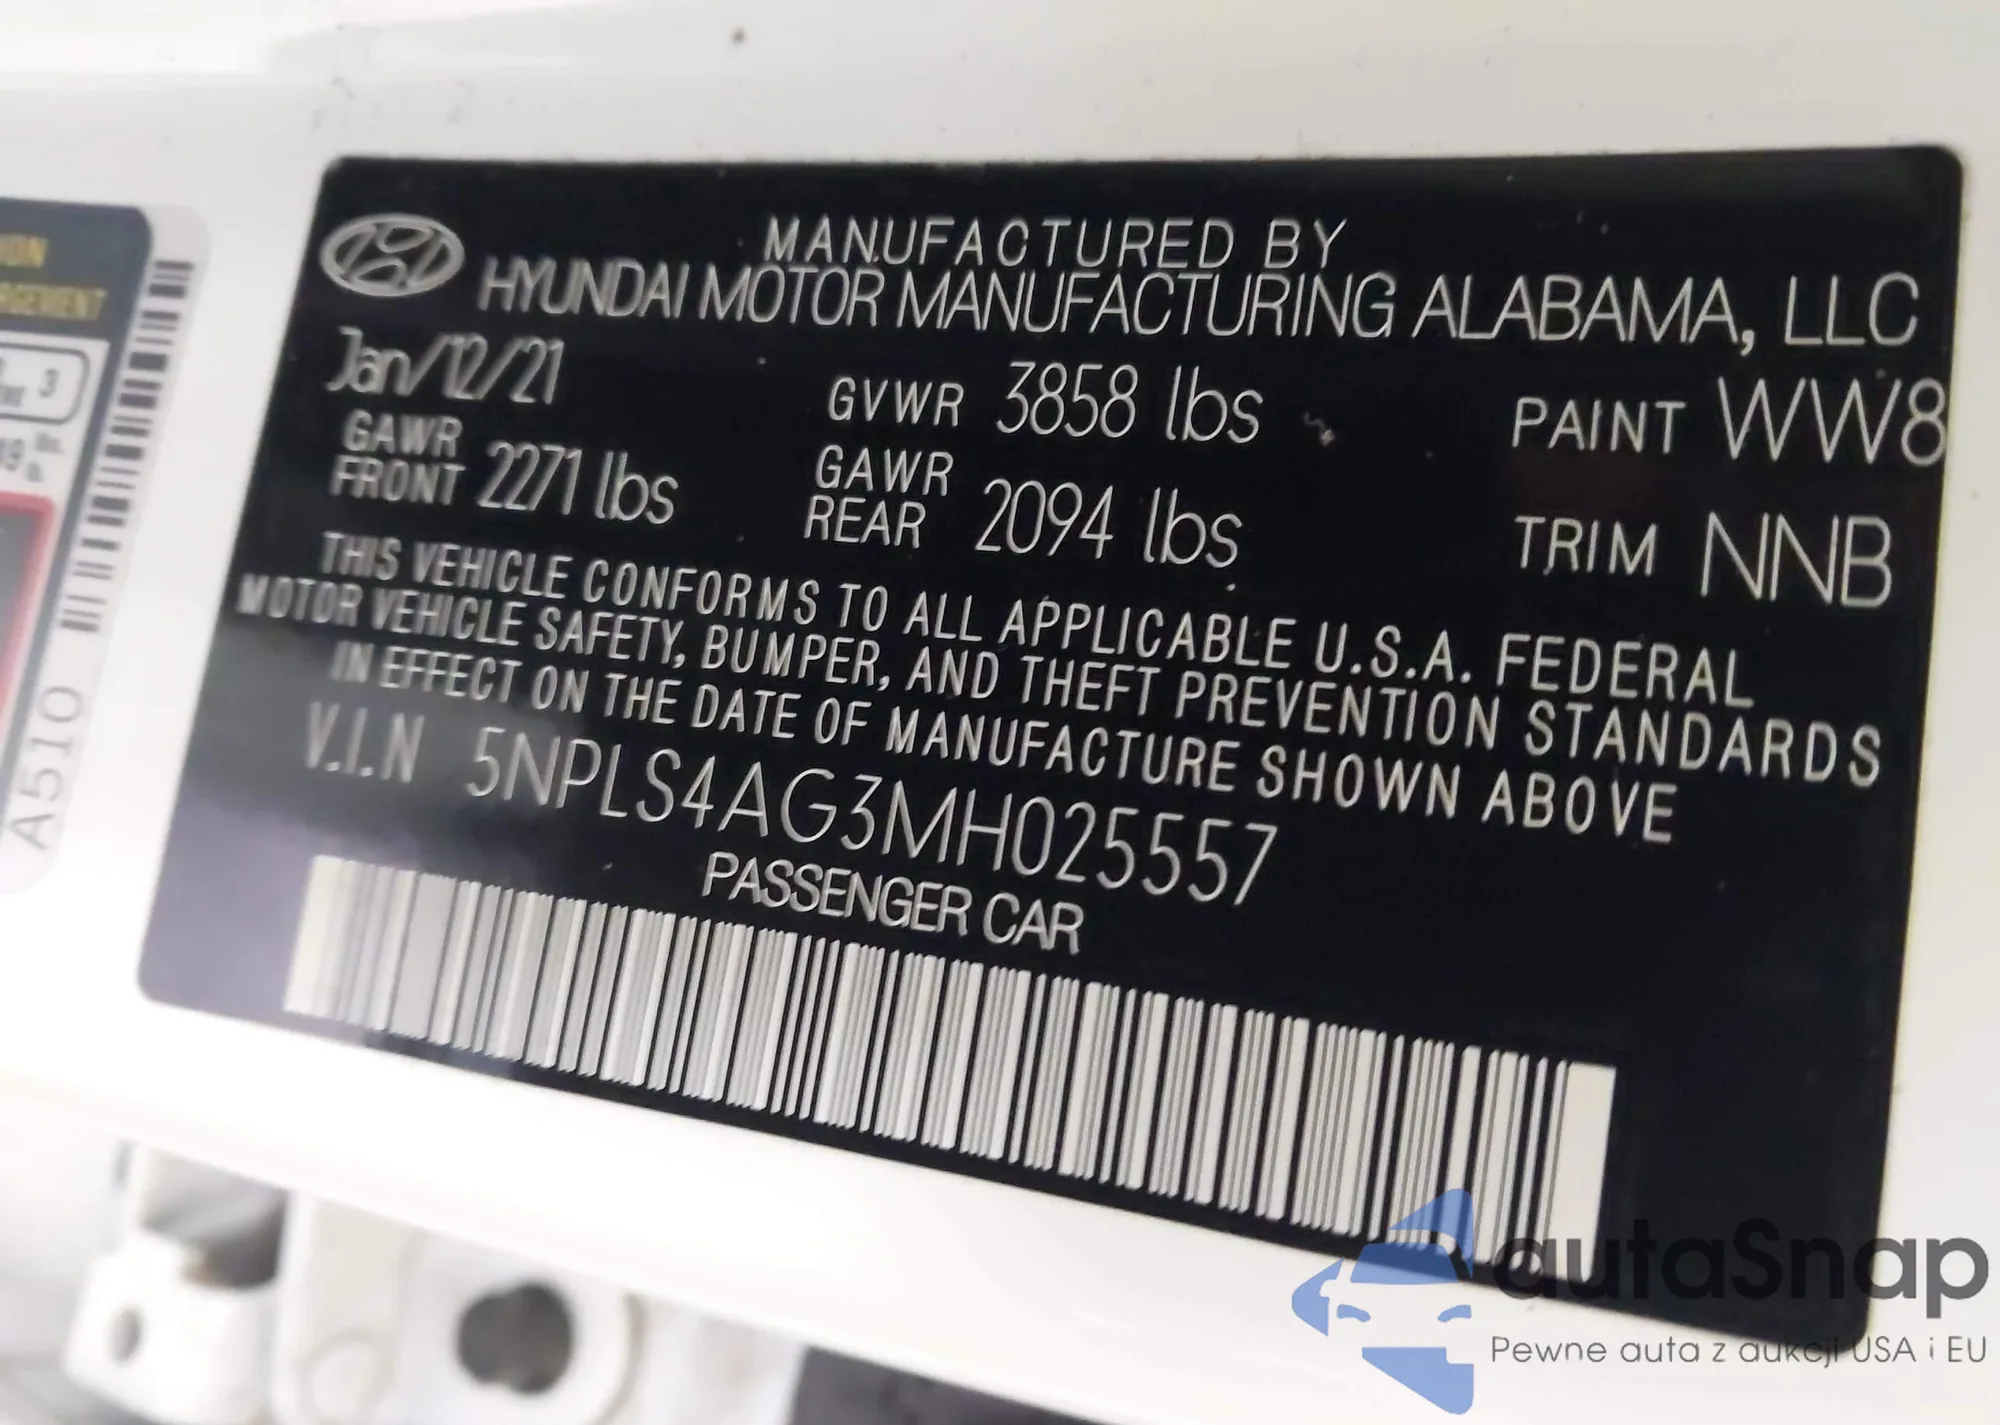 MANUFACTURED BY
HYUNDAI MOTOR MANUFACTURING ALABAMA, LLC
Jan/12/21 GVWR 3858 lbs PAINT WW8
GAWR FRONT 2271 lbs GAWR REAR 2094 lbs TRIM NNB
THIS VEHICLE CONFORMS TO ALL APPLICABLE U.S.A. FEDERAL
MOTOR VEHICLE SAFETY, BUMPER, AND THEFT PREVENTION STANDARDS
IN EFFECT ON THE DATE OF MANUFACTURE SHOWN ABOVE
V.I.N 5NPLS4AG3MH025557
PASSENGER CAR
A510
3
autaSnap
Pewne auta z aukcji USA i EU